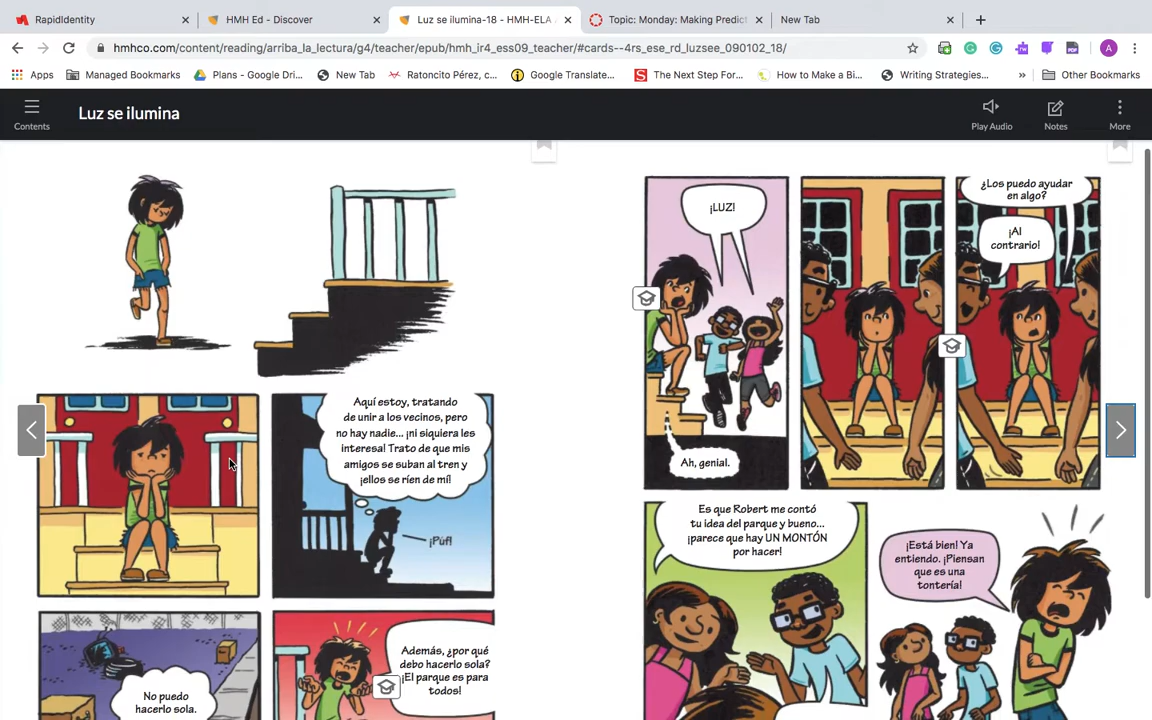 RapidIdentity
HMH Ed - Discover
Luz se ilumina-18 - HMH-ELA
Topic: Monday: Making Predict
New Tab
hmhco.com/content/reading/arriba_la_lectura/g4/teacher/epub/hmh_ir4_ess09_teacher/#cards--4rs_ese_rd_luzsee_090102_18/
A
Apps
Managed Bookmarks
Plans - Google Dri...
New Tab
Ratoncito Pérez, c...
Google Translate...
The Next Step For...
How to Make a Bi...
Writing Strategies...
»
Other Bookmarks
Contents
Luz se ilumina
Play Audio
Notes
More
Aquí estoy, tratando
de unir a los vecinos, pero
no hay nadie... ¡ni siquiera les
interesa! Trato de que mis
amigos se suban al tren y
¡ellos se ríen de mí!
¡Puf!
No puedo
hacerlo sola.
Además, ¿por qué
debo hacerlo sola?
¡El parque es para
todos!
¡LUZ!
Ah, genial.
¿Los puedo ayudar
en algo?
¡Al
contrario!
Es que Robert me contó
tu idea del parque y bueno...
¡parece que hay UN MONTÓN
por hacer!
¡Está bien! Ya
entiendo. ¡Piensan
que es una
tontería!